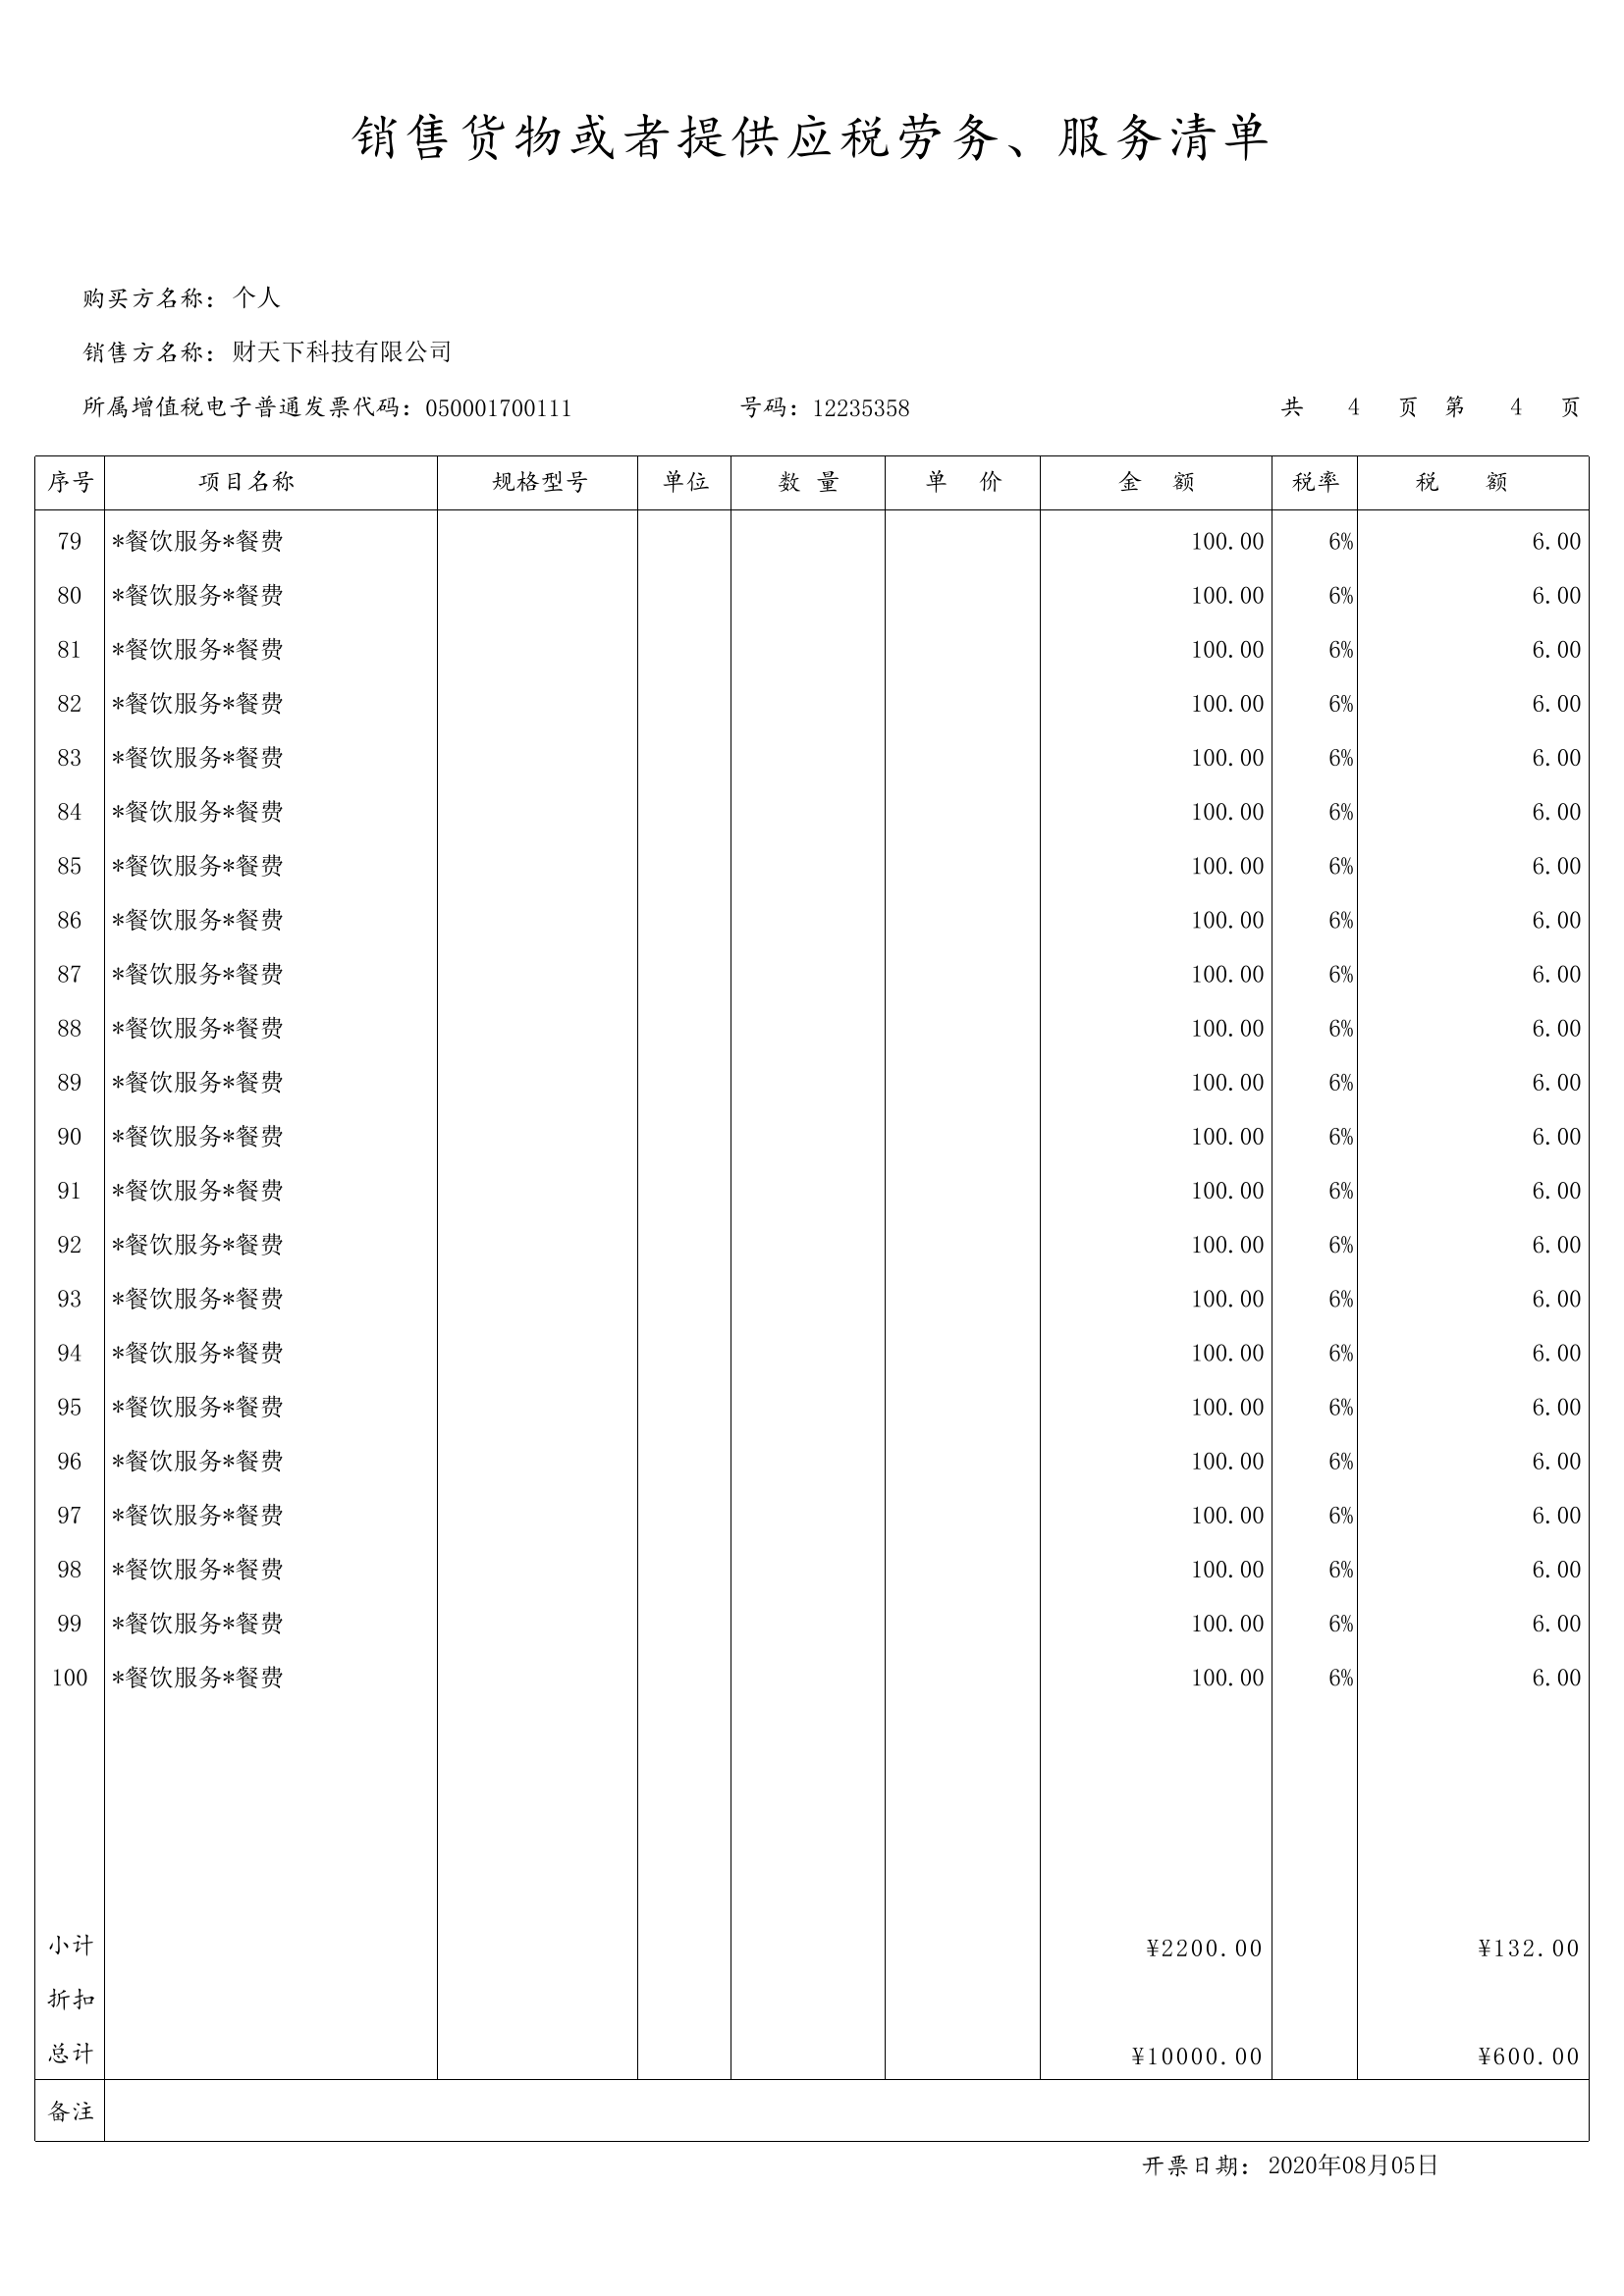 销售货物或者提供应税劳务、服务清单
购买方名称：个人
销售方名称：财天下科技有限公司
所属增值税电子普通发票代码：050001700111 号码：12235358 共 4 页 第 4 页
序号 项目名称 规格型号 单位 数 量 单 价 金 额 税率 税 额
79 *餐饮服务*餐费 100.00 6% 6.00
80 *餐饮服务*餐费 100.00 6% 6.00
81 *餐饮服务*餐费 100.00 6% 6.00
82 *餐饮服务*餐费 100.00 6% 6.00
83 *餐饮服务*餐费 100.00 6% 6.00
84 *餐饮服务*餐费 100.00 6% 6.00
85 *餐饮服务*餐费 100.00 6% 6.00
86 *餐饮服务*餐费 100.00 6% 6.00
87 *餐饮服务*餐费 100.00 6% 6.00
88 *餐饮服务*餐费 100.00 6% 6.00
89 *餐饮服务*餐费 100.00 6% 6.00
90 *餐饮服务*餐费 100.00 6% 6.00
91 *餐饮服务*餐费 100.00 6% 6.00
92 *餐饮服务*餐费 100.00 6% 6.00
93 *餐饮服务*餐费 100.00 6% 6.00
94 *餐饮服务*餐费 100.00 6% 6.00
95 *餐饮服务*餐费 100.00 6% 6.00
96 *餐饮服务*餐费 100.00 6% 6.00
97 *餐饮服务*餐费 100.00 6% 6.00
98 *餐饮服务*餐费 100.00 6% 6.00
99 *餐饮服务*餐费 100.00 6% 6.00
100 *餐饮服务*餐费 100.00 6% 6.00
小计 ¥2200.00 ¥132.00
折扣
总计 ¥10000.00 ¥600.00
备注
开票日期：2020年08月05日